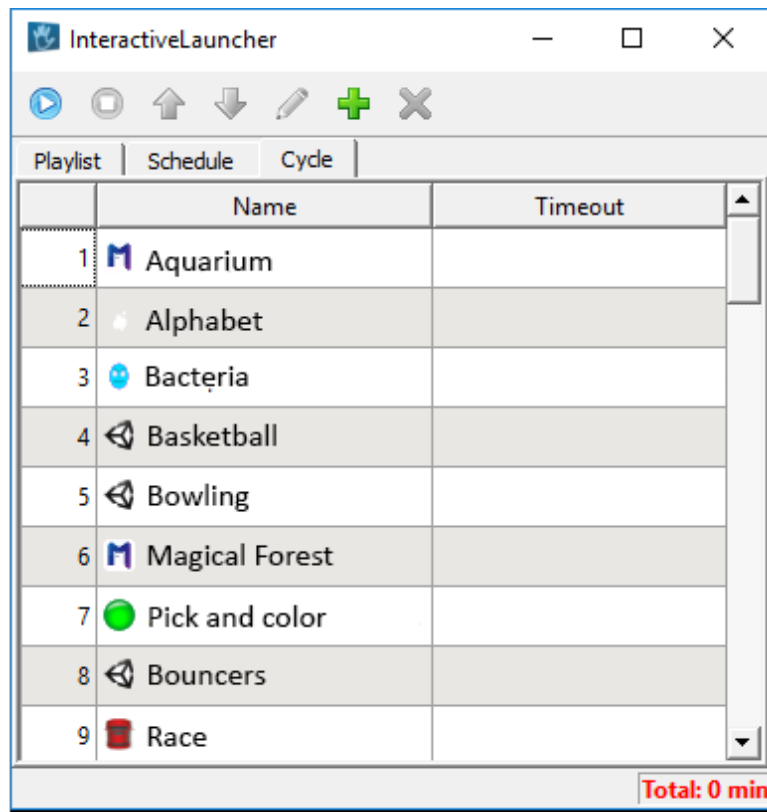 InteractiveLauncher
Playlist Schedule Cycle
Name Timeout
1 Aquarium
2 Alphabet
3 Bacteria
4 Basketball
5 Bowling
6 Magical Forest
7 Pick and color
8 Bouncers
9 Race
Total: 0 min